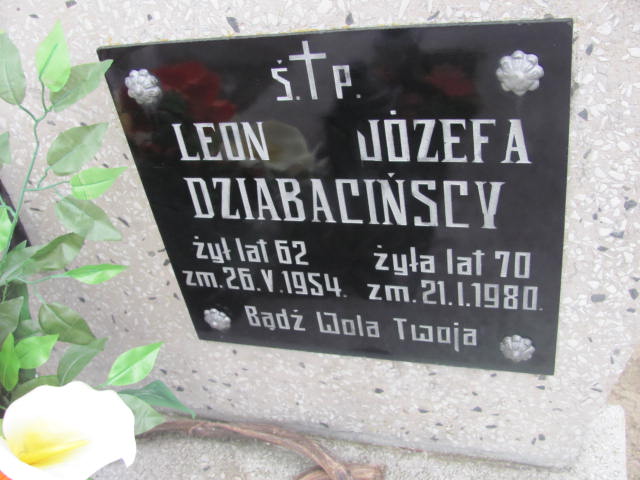 Ś.†P.
LEON JÓZEFA
DZIABACIŃSCY
żył lat 62 żyła lat 70
zm. 26.V.1954. zm. 21.I.1980.
Bądź Wola Twoja